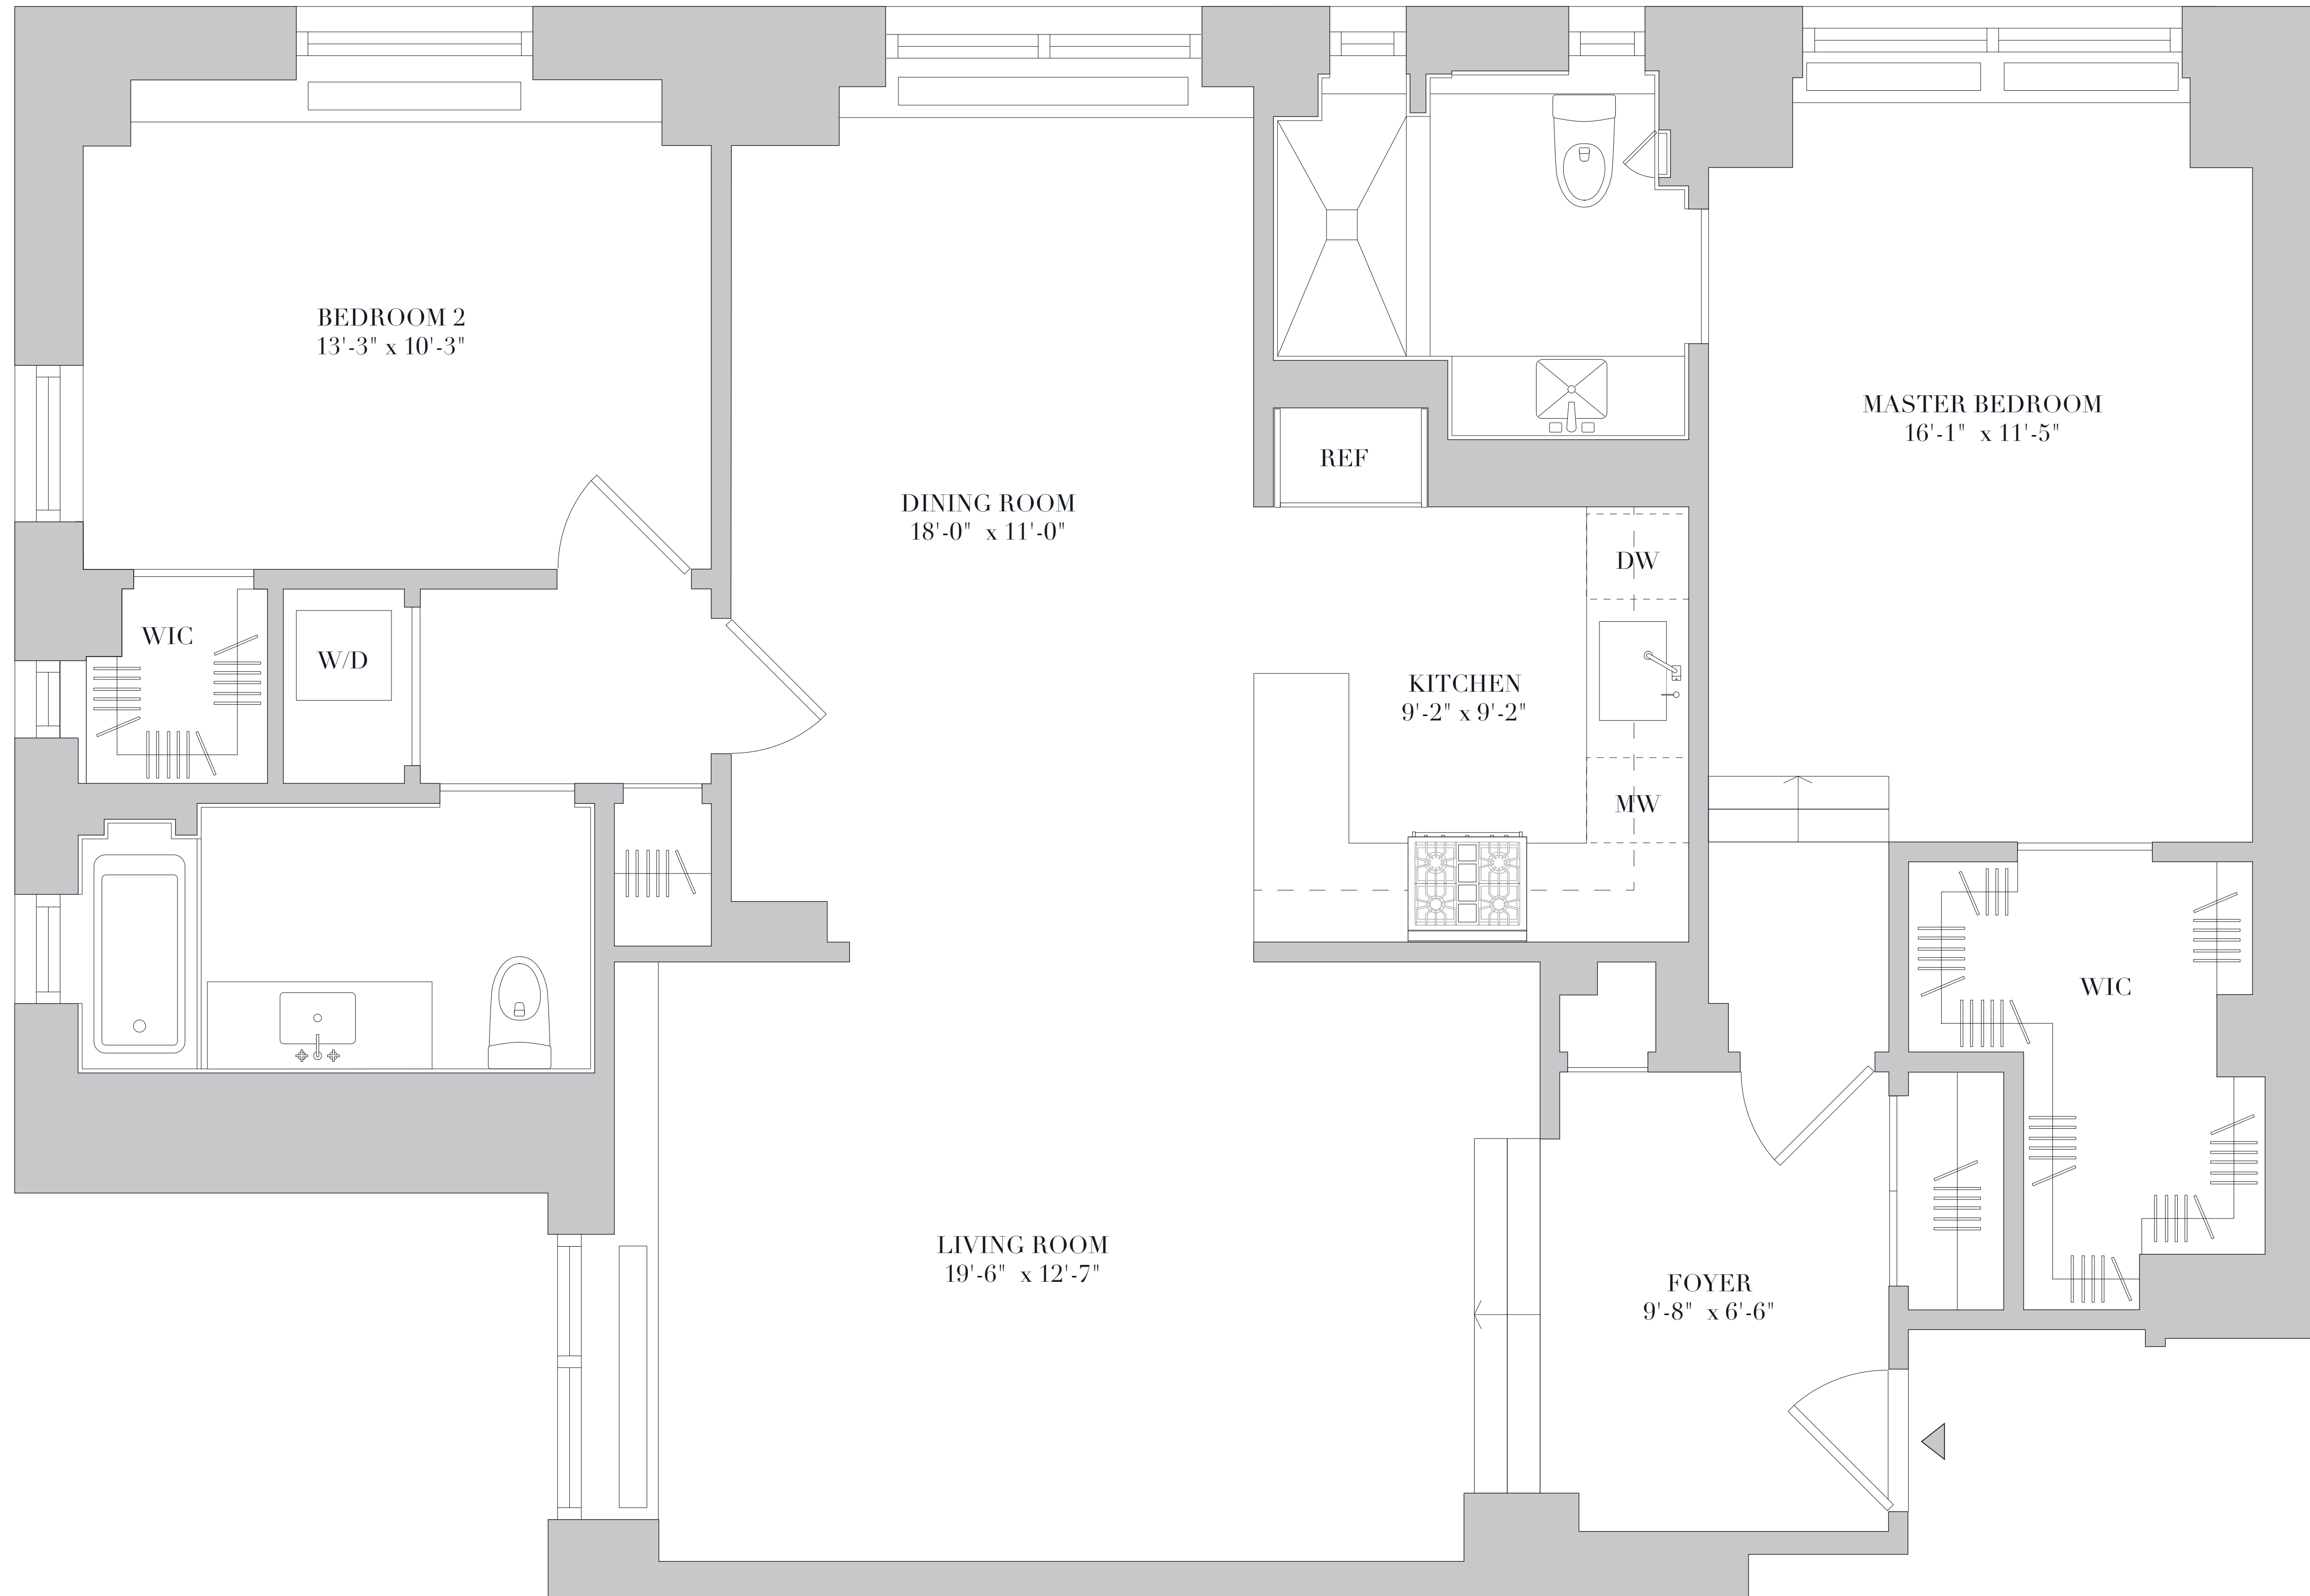 BEDROOM 2
13'-3" x 10'-3"
MASTER BEDROOM
16'-1" x 11'-5"
REF
DINING ROOM
18'-0" x 11'-0"
DW
WIC
W/D
KITCHEN
9'-2" x 9'-2"
MW
WIC
LIVING ROOM
19'-6" x 12'-7"
FOYER
9'-8" x 6'-6"